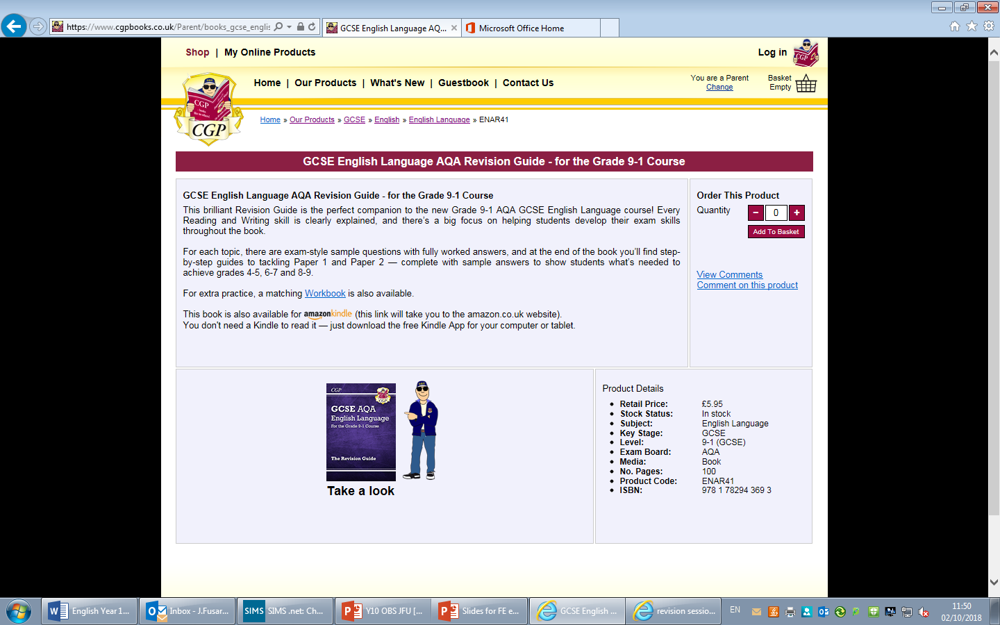 https://www.cgpbooks.co.uk/Parent/books_gcse_englis
GCSE English Language AQ...
Microsoft Office Home
Shop | My Online Products
Log in
CGP
Home | Our Products | What's New | Guestbook | Contact Us
You are a Parent
Change
Basket
Empty
CGP
CGP
Home » Our Products » GCSE » English » English Language » ENAR41
GCSE English Language AQA Revision Guide - for the Grade 9-1 Course
GCSE English Language AQA Revision Guide - for the Grade 9-1 Course
This brilliant Revision Guide is the perfect companion to the new Grade 9-1 AQA GCSE English Language course! Every
Reading and Writing skill is clearly explained, and there's a big focus on helping students develop their exam skills
throughout the book.
For each topic, there are exam-style sample questions with fully worked answers, and at the end of the book you'll find step-
by-step guides to tackling Paper 1 and Paper 2 — complete with sample answers to show students what's needed to
achieve grades 4-5, 6-7 and 8-9.
For extra practice, a matching Workbook is also available.
This book is also available for amazonkindle (this link will take you to the amazon.co.uk website).
You don't need a Kindle to read it — just download the free Kindle App for your computer or tablet.
Order This Product
Quantity
− 0 +
Add To Basket
View Comments
Comment on this product
CGP
CGP
GCSE AQA
English Language
For the Grade 9-1 Course
The Revision Guide
Take a look
Product Details
• Retail Price: £5.95
• Stock Status: In stock
• Subject: English Language
• Key Stage: GCSE
• Level: 9-1 (GCSE)
• Exam Board: AQA
• Media: Book
• No. Pages: 100
• Product Code: ENAR41
• ISBN: 978 1 78294 369 3
English Year 1...
Inbox - J.Fusar...
SIMS
SIMS .net: Ch...
Y10 OBS JFU [...
Slides for FE e...
GCSE English ...
revision sessio...
EN
11:50
02/10/2018